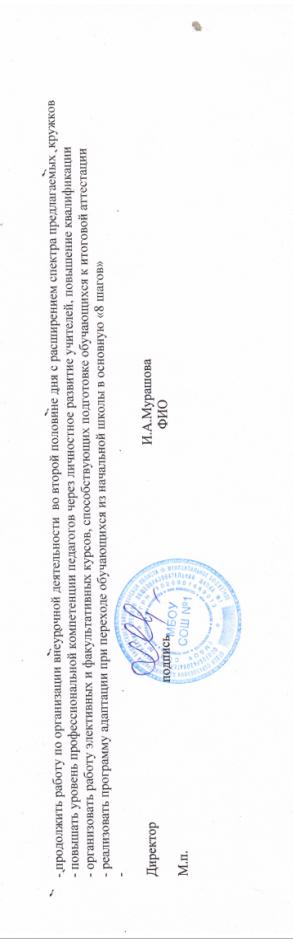 - продолжить работу по организации внеурочной деятельности во второй половине дня с расширением спектра предлагаемых кружков
- повышать уровень профессиональной компетенции педагогов через личностное развитие учителей, повышение квалификации
- организовать работу элективных и факультативных курсов, способствующих подготовке обучающихся к итоговой аттестации
- реализовать программу адаптации при переходе обучающихся из начальной школы в основную «8 шагов»
-
Директор И.А.Мурашова
подпись ФИО
М.п.
МБОУ
СОШ №1